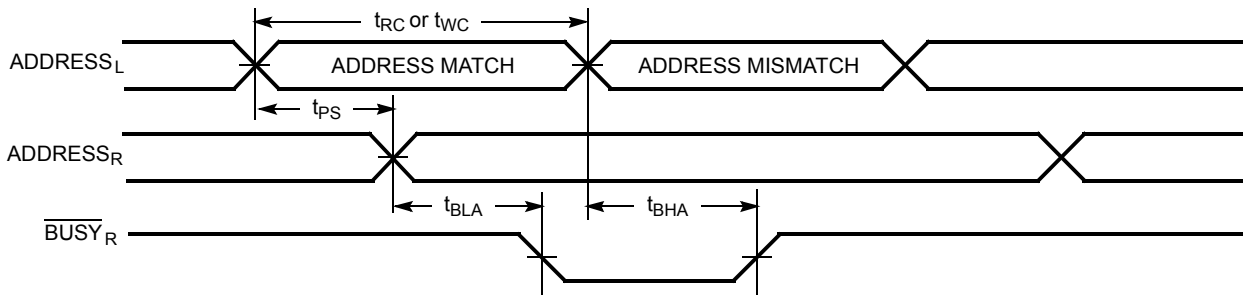 tRC or tWC
ADDRESSL
ADDRESS MATCH
ADDRESS MISMATCH
tPS
ADDRESSR
tBLA
tBHA
BUSYR